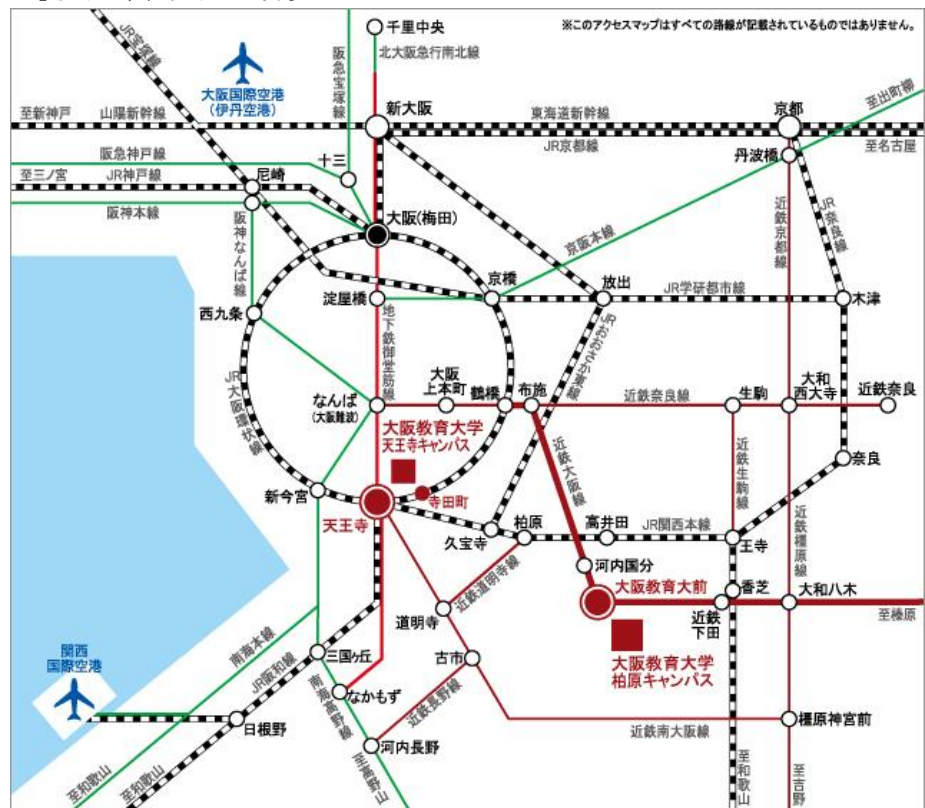 ※このアクセスマップはすべての路線が記載されているものではありません。
千里中央
北大阪急行南北線
JR宝塚線
大阪国際空港
(伊丹空港)
阪急宝塚線
新大阪
京都
至出町柳
至新神戸
山陽新幹線
東海道新幹線
JR京都線
至名古屋
丹波橋
阪急神戸線
十三
至三ノ宮
JR神戸線
尼崎
阪神本線
阪神なんば線
大阪(梅田)
京阪本線
近鉄京都線
JR奈良線
京橋
放出
JR学研都市線
木津
淀屋橋
西九条
地下鉄御堂筋線
JRおおさか東線
JR大阪環状線
なんば
(大阪難波)
大阪
上本町
鶴橋
布施
近鉄奈良線
生駒
大和
西大寺
近鉄奈良
大阪教育大学
天王寺キャンパス
近鉄大阪線
近鉄生駒線
奈良
新今宮
寺田町
天王寺
久宝寺
柏原
高井田
JR関西本線
王寺
近鉄橿原線
河内国分
大阪教育大前
香芝
近鉄
下田
大和八木
至榛原
近鉄道明寺線
道明寺
大阪教育大学
柏原キャンパス
関西
国際空港
南海本線
JR阪和線
三国ヶ丘
古市
なかもず
近鉄長野線
南海高野線
日根野
河内長野
近鉄南大阪線
橿原神宮前
至和歌山
至和歌山
至高野山
至和歌山
至吉野